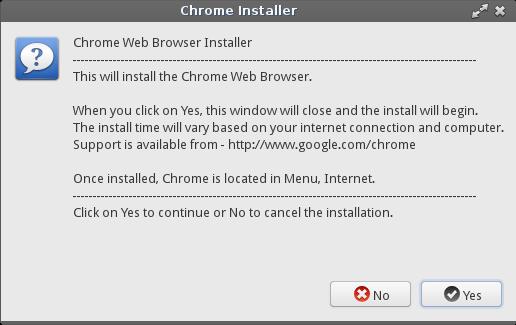 Chrome Installer
Chrome Web Browser Installer
--------------------------------------------------------------------------------
This will install the Chrome Web Browser.
When you click on Yes, this window will close and the install will begin.
The install time will vary based on your internet connection and computer.
Support is available from - http://www.google.com/chrome
Once installed, Chrome is located in Menu, Internet.
--------------------------------------------------------------------------------
Click on Yes to continue or No to cancel the installation.
No Yes